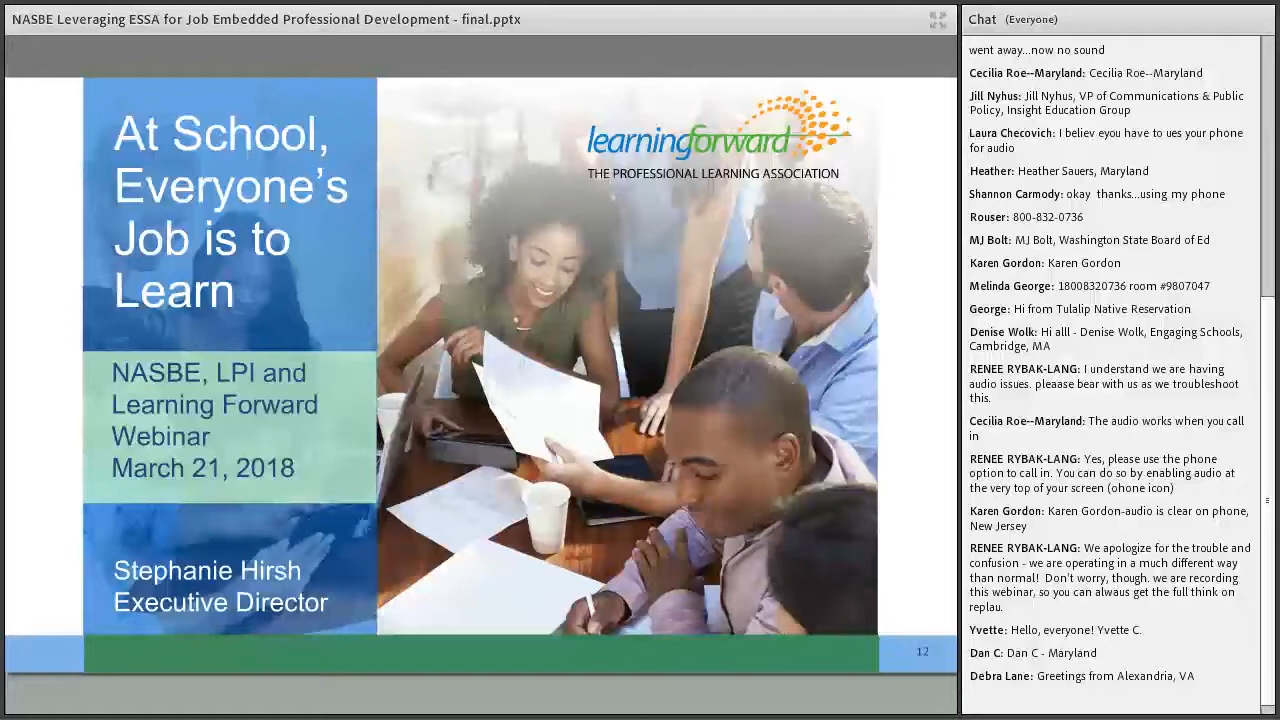 NASBE Leveraging ESSA for Job Embedded Professional Development - final.pptx
At School,
Everyone's
Job is to
Learn
NASBE, LPI and
Learning Forward
Webinar
March 21, 2018
Stephanie Hirsh
Executive Director
learningforward
THE PROFESSIONAL LEARNING ASSOCIATION
12
Chat (Everyone)
went away...now no sound
Cecilia Roe--Maryland: Cecilia Roe--Maryland
Jill Nyhus: Jill Nyhus, VP of Communications & Public
Policy, Insight Education Group
Laura Checovich: I believ eyou have to ues your phone
for audio
Heather: Heather Sauers, Maryland
Shannon Carmody: okay thanks...using my phone
Rouser: 800-832-0736
MJ Bolt: MJ Bolt, Washington State Board of Ed
Karen Gordon: Karen Gordon
Melinda George: 18008320736 room #9807047
George: Hi from Tulalip Native Reservation
Denise Wolk: Hi alll - Denise Wolk, Engaging Schools,
Cambridge, MA
RENEE RYBAK-LANG: I understand we are having
audio issues. pleaase bear with us as we troubleshoot
this.
Cecilia Roe--Maryland: The audio works when you call
in
RENEE RYBAK-LANG: Yes, please use the phone
option to call in. You can do so by enabling audio at
the very top of your screen (ohone icon)
Karen Gordon: Karen Gordon-audio is clear on phone,
New Jersey
RENEE RYBAK-LANG: We apologize for the trouble and
confusion - we are operating in a much different way
than normal! Don't worry, though. we are recording
this webinar, so you can alwaus get the full think on
replau.
Yvette: Hello, everyone! Yvette C.
Dan C: Dan C - Maryland
Debra Lane: Greetings from Alexandria, VA